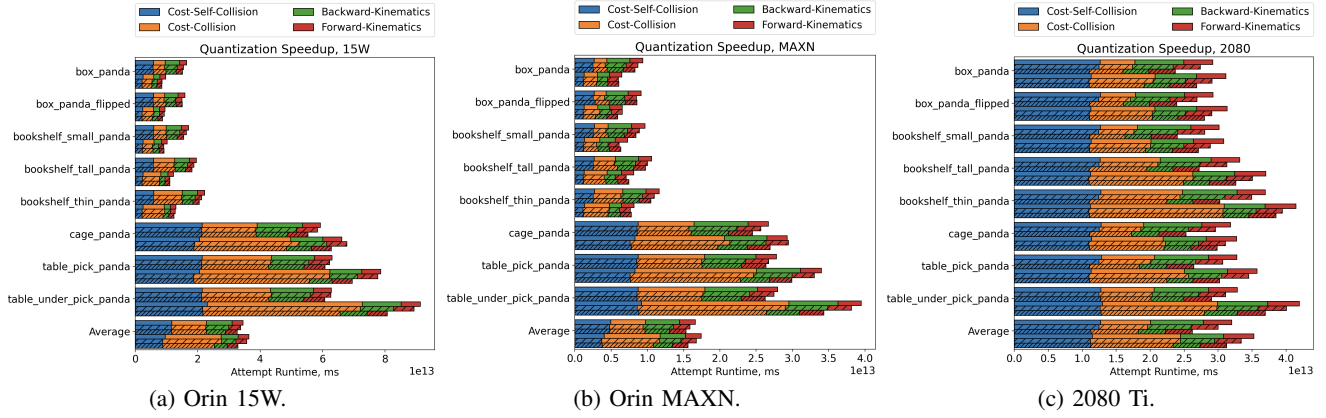 Cost-Self-Collision Backward-Kinematics
Cost-Collision Forward-Kinematics
Quantization Speedup, 15W
box_panda
box_panda_flipped
bookshelf_small_panda
bookshelf_tall_panda
bookshelf_thin_panda
cage_panda
table_pick_panda
table_under_pick_panda
Average
0 2 4 6 8
1e13
Attempt Runtime, ms
(a) Orin 15W.
Cost-Self-Collision Backward-Kinematics
Cost-Collision Forward-Kinematics
Quantization Speedup, MAXN
box_panda
box_panda_flipped
bookshelf_small_panda
bookshelf_tall_panda
bookshelf_thin_panda
cage_panda
table_pick_panda
table_under_pick_panda
Average
0.0 0.5 1.0 1.5 2.0 2.5 3.0 3.5 4.0
1e13
Attempt Runtime, ms
(b) Orin MAXN.
Cost-Self-Collision Backward-Kinematics
Cost-Collision Forward-Kinematics
Quantization Speedup, 2080
box_panda
box_panda_flipped
bookshelf_small_panda
bookshelf_tall_panda
bookshelf_thin_panda
cage_panda
table_pick_panda
table_under_pick_panda
Average
0.0 0.5 1.0 1.5 2.0 2.5 3.0 3.5 4.0
1e13
Attempt Runtime, ms
(c) 2080 Ti.